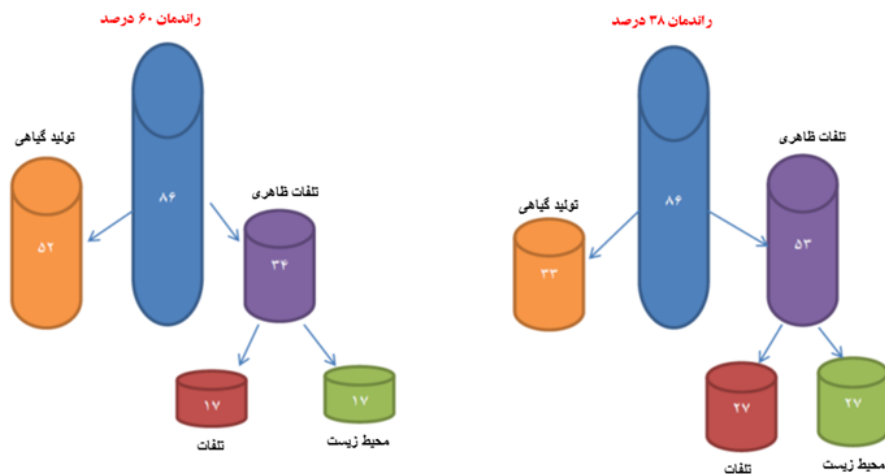 راندمان ۳۸ درصد
تلفات ظاهری
۸۶
تولید گیاهی
۵۳
۳۳
۲۷
۲۷
محیط زیست
تلفات
راندمان ۶۰ درصد
تولید گیاهی
۸۶
تلفات ظاهری
۵۲
۳۴
۱۷
۱۷
محیط زیست
تلفات